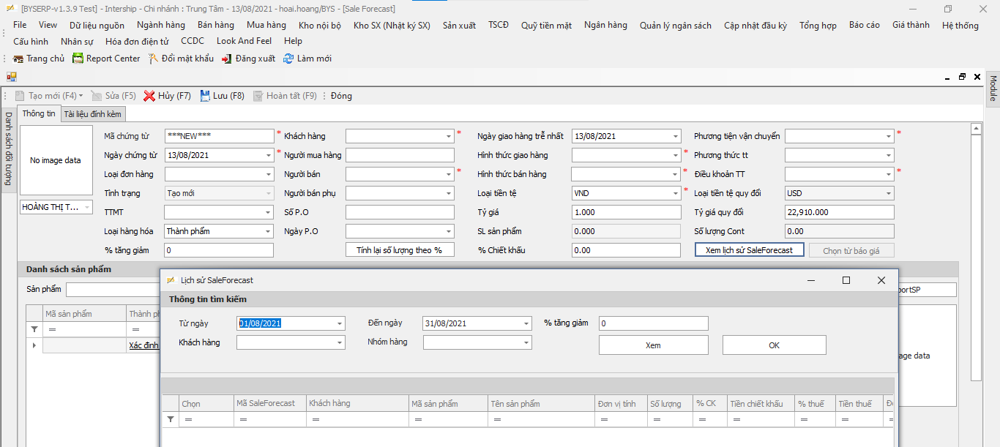 [BYSERP-v1.3.9 Test] - Intership - Chi nhánh : Trung Tâm - 13/08/2021 - hoai.hoang/BYS - [Sale Forecast]
File View Dữ liệu nguồn Ngành hàng Bán hàng Mua hàng Kho nội bộ Kho SX (Nhật ký SX) Sản xuất TSCĐ Quỹ tiền mặt Ngân hàng Quản lý ngân sách Cập nhật đầu kỳ Tổng hợp Báo cáo Giá thành Hệ thống
Cấu hình Nhân sự Hóa đơn điện tử CCDC Look And Feel Help
Trang chủ Report Center Đổi mật khẩu Đăng xuất Làm mới
Module
Tạo mới (F4) Sửa (F5) Hủy (F7) Lưu (F8) Hoàn tất (F9) Đóng
Danh sách đối tượng
Thông tin Tài liệu đính kèm
No image data
HOÀNG THỊ T...
Mã chứng từ ***NEW*** * Khách hàng * Ngày giao hàng trễ nhất 13/08/2021 Phương tiện vận chuyển *
Ngày chứng từ 13/08/2021 * Người mua hàng Hình thức giao hàng * Phương thức tt
Loại đơn hàng Người bán * Hình thức bán hàng * Điều khoản TT *
Tình trạng Tạo mới Người bán phụ Loại tiền tệ VND * Loại tiền tệ quy đổi USD
TTMT Số P.O Tỷ giá 1.000 Tỷ giá quy đổi 22,910.000
Loại hàng hóa Thành phẩm Ngày P.O SL sản phẩm 0.000 Số lượng Cont 0.00
% tăng giảm 0 Tính lại số lượng theo % % Chiết khấu 0.00 Xem lịch sử SaleForecast Chọn từ báo giá
Danh sách sản phẩm
Sản phẩm
Mã sản phẩm Thành ph
= =
Xác định
portSP
age data
Lịch sử SaleForecast
Thông tin tìm kiếm
Từ ngày 01/08/2021 Đến ngày 31/08/2021 % tăng giảm 0
Khách hàng Nhóm hàng Xem OK
Chọn Mã SaleForecast Khách hàng Mã sản phẩm Tên sản phẩm Đơn vị tính Số lượng % CK Tiền chiết khấu % thuế Tiền thuế
= = = = = = = = = = = =